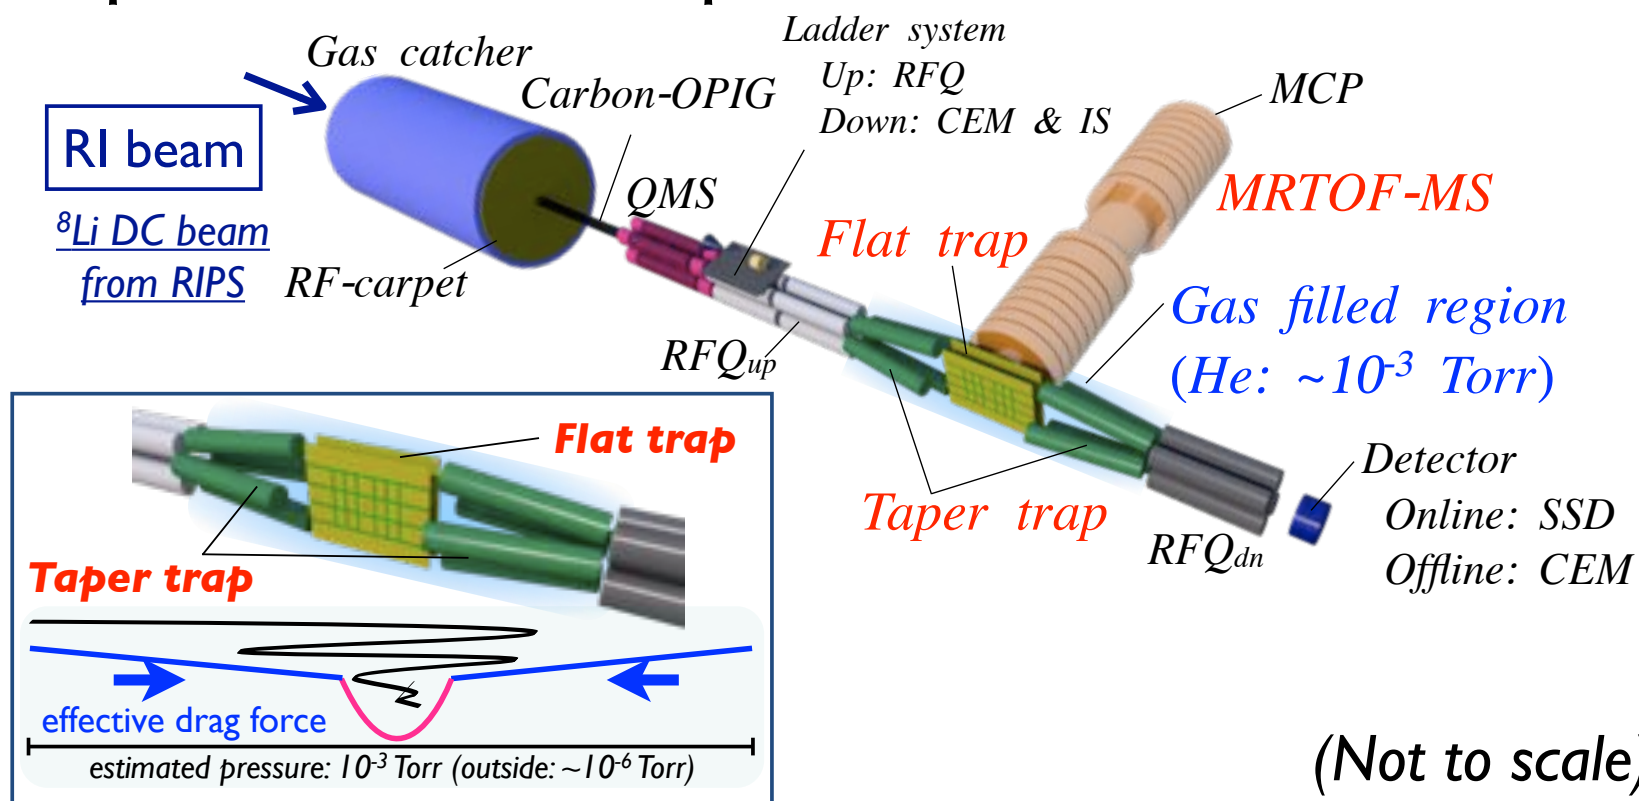 Gas catcher
Carbon-OPIG
Ladder system
Up: RFQ
Down: CEM & IS
MCP
RI beam
⁸Li DC beam
from RIPS
RF-carpet
QMS
MRTOF-MS
Flat trap
Gas filled region
(He: ~10⁻³ Torr)
RFQup
Taper trap
RFQdn
Detector
Online: SSD
Offline: CEM
Flat trap
Taper trap
effective drag force
estimated pressure: 10⁻³ Torr (outside: ~10⁻⁶ Torr)
(Not to scale)